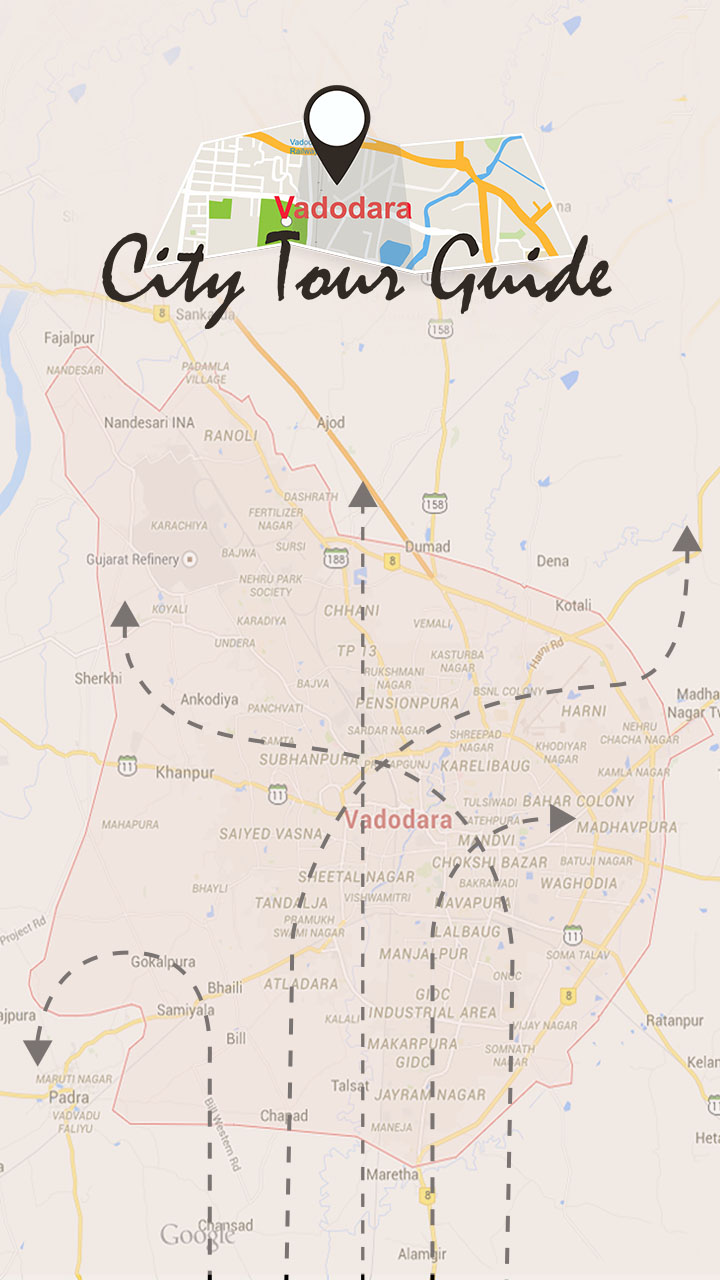 Vadodara
City Tour Guide
8
Fajalpur
NANDESARI
PADAMLA
VILLAGE
158
Nandesari INA
RANOLI
Ajod
DASHRATH
158
FERTILIZER
NAGAR
KARACHIYA
SURSI
Gujarat Refinery
BAJWA
188
8
Dumad
Dena
NEHRU PARK
SOCIETY
KOYALI
CHHANI
Kotali
KARADIYA
VEMALI
UNDERA
TP 13
Harni Rd
KASTURBA
NAGAR
Sherkhi
BAJVA
RUKSHMANI
NAGAR
BSNL COLONY
Ankodiya
PANCHVATI
PENSIONPURA
HARNI
Madha
Nagar Tw
NEHRU
CHACHA NAGAR
SAMTA
SARDAR NAGAR
SHREEPAD
NAGAR
KHODIYAR
NAGAR
SUBHANPURA
KARELIBAUG
11
Khanpur
KAMLA NAGAR
11
TULSIWADI
BAHAR COLONY
Vadodara
FATEHPURA
MADHAVPURA
MAHAPURA
SAIYED VASNA
MANDVI
CHOKSHI BAZAR
BATUJI NAGAR
SHEETAL NAGAR
BAKRAWADI
WAGHODIA
BHAYLI
TANDALJA
VISHWAMITRI
NAVAPURA
PRAMUKH
SWAMI NAGAR
Project Rd
LALBAUG
11
MANJALPUR
SOMA TALAV
Gokalpura
ONGC
Bhaili
ATLADARA
GIDC
INDUSTRIAL AREA
8
Samiyala
ajpura
KALALI
VIJAY NAGAR
Ratanpur
Bill
MAKARPURA
GIDC
SOMNATH
NAGAR
Kelan
MARUTI NAGAR
Talsat
Padra
JAYRAM NAGAR
11
VADVADU
FALIYU
Chapad
Bill Western Rd
MANEJA
Heta
Maretha
8
Chansad
Google
Alamgir